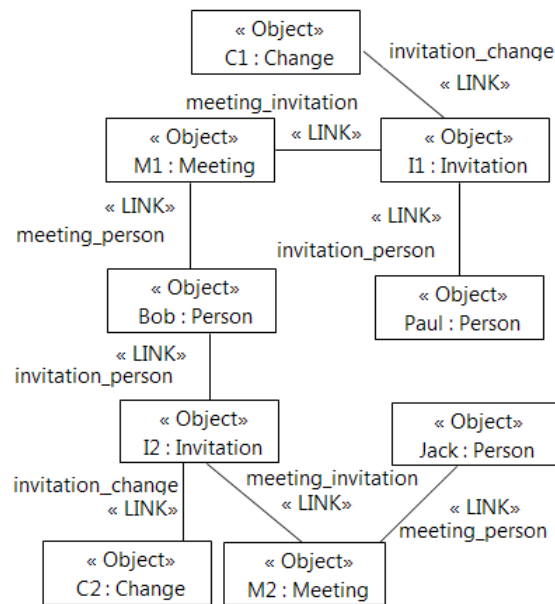 « Object»
C1 : Change
invitation_change
« LINK»
meeting_invitation
« LINK»
« Object»
M1 : Meeting
« Object»
I1 : Invitation
« LINK»
meeting_person
« LINK»
invitation_person
« Object»
Bob : Person
« Object»
Paul : Person
« LINK»
invitation_person
« Object»
I2 : Invitation
« Object»
Jack : Person
invitation_change
« LINK»
meeting_invitation
« LINK»
« LINK»
meeting_person
« Object»
C2 : Change
« Object»
M2 : Meeting